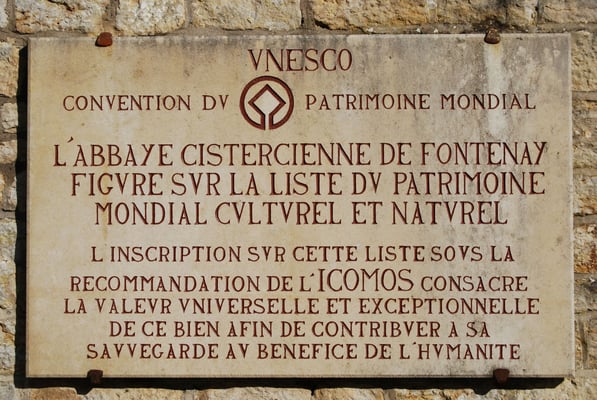 VNESCO
CONVENTION DV PATRIMOINE MONDIAL
L'ABBAYE CISTERCIENNE DE FONTENAY
FIGVRE SVR LA LISTE DV PATRIMOINE
MONDIAL CVLTVREL ET NATVREL
L INSCRIPTION SVR CETTE LISTE SOVS LA
RECOMMANDATION DE L'ICOMOS CONSACRE
LA VALEVR VNIVERSELLE ET EXCEPTIONNELLE
DE CE BIEN AFIN DE CONTRIBVER A SA
SAVVEGARDE AV BENEFICE DE L'HVMANITE